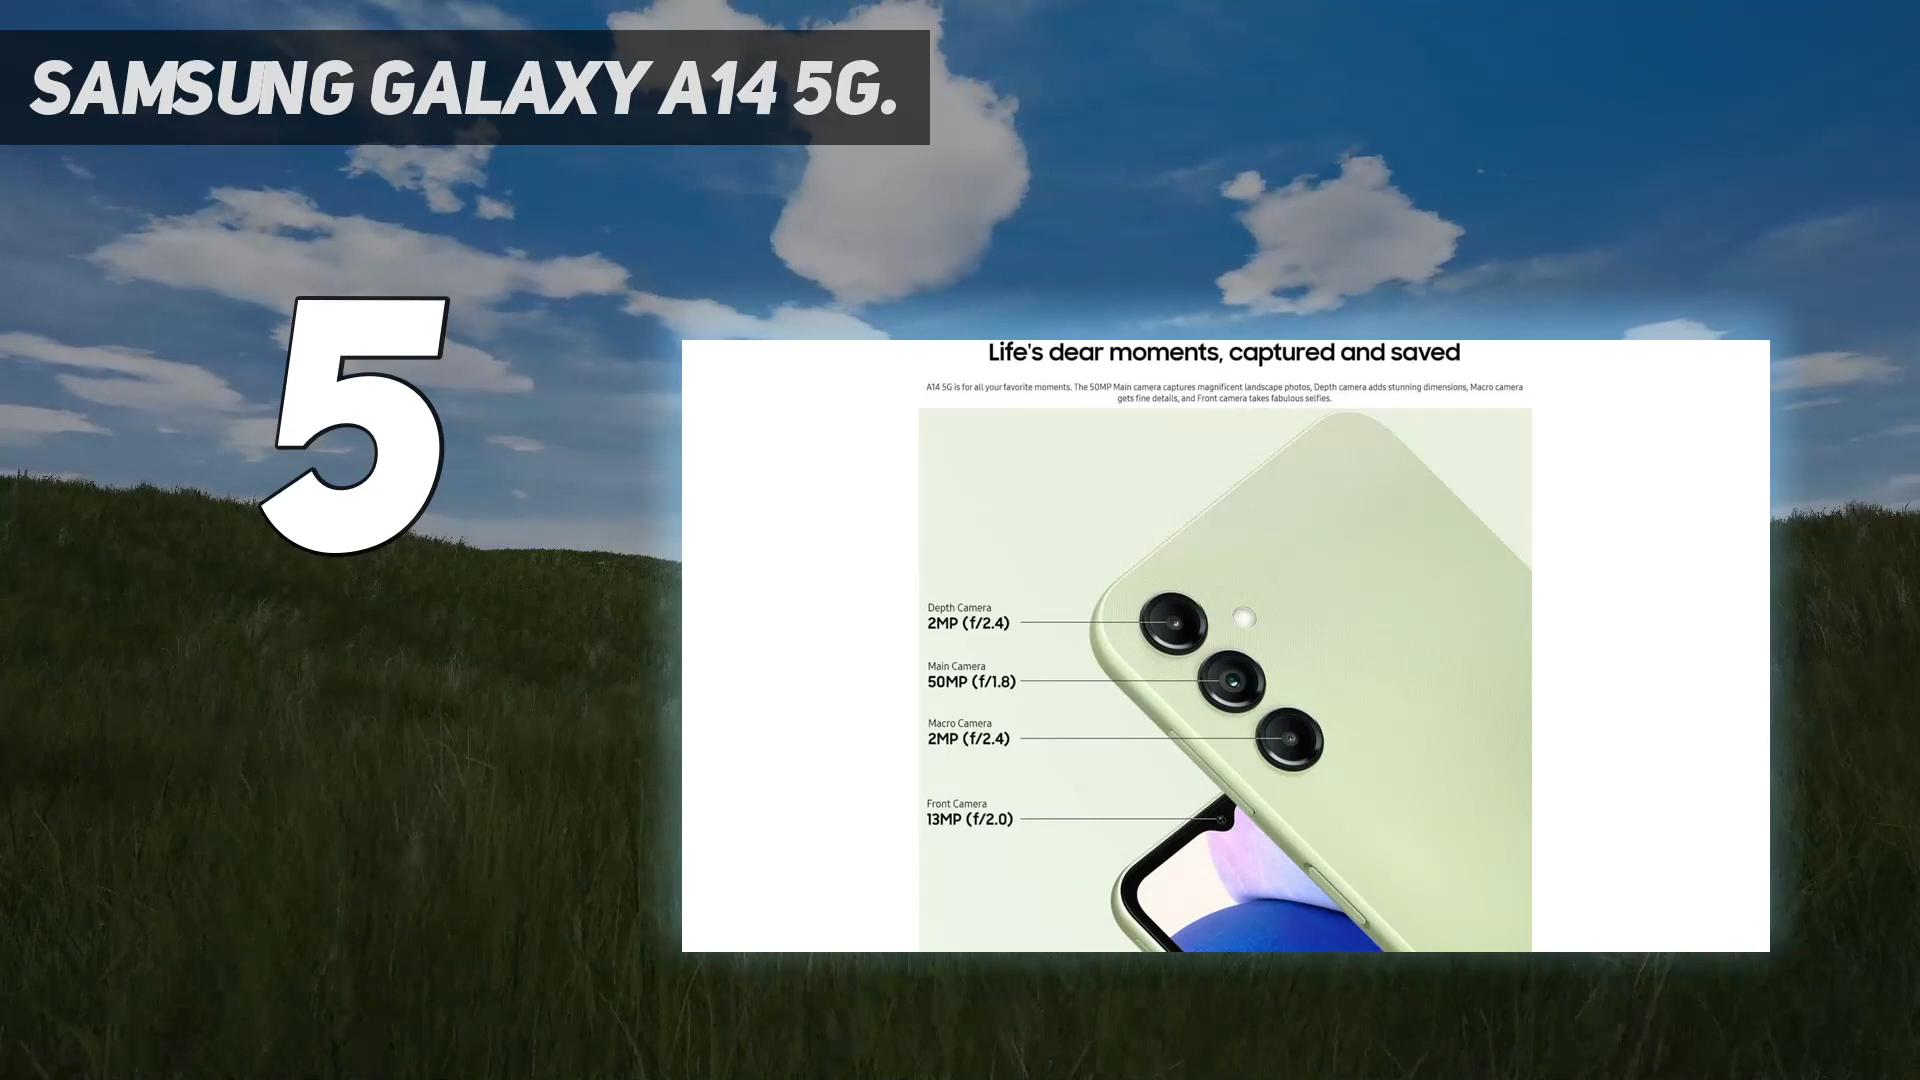 SAMSUNG GALAXY A14 5G.
5
Life's dear moments, captured and saved
A14 5G is for all your favorite moments. The 50MP Main camera captures magnificent landscape photos, Depth camera adds stunning dimensions, Macro camera
gets fine details, and Front camera takes fabulous selfies.
Depth Camera
2MP (f/2.4)
Main Camera
50MP (f/1.8)
Macro Camera
2MP (f/2.4)
Front Camera
13MP (f/2.0)